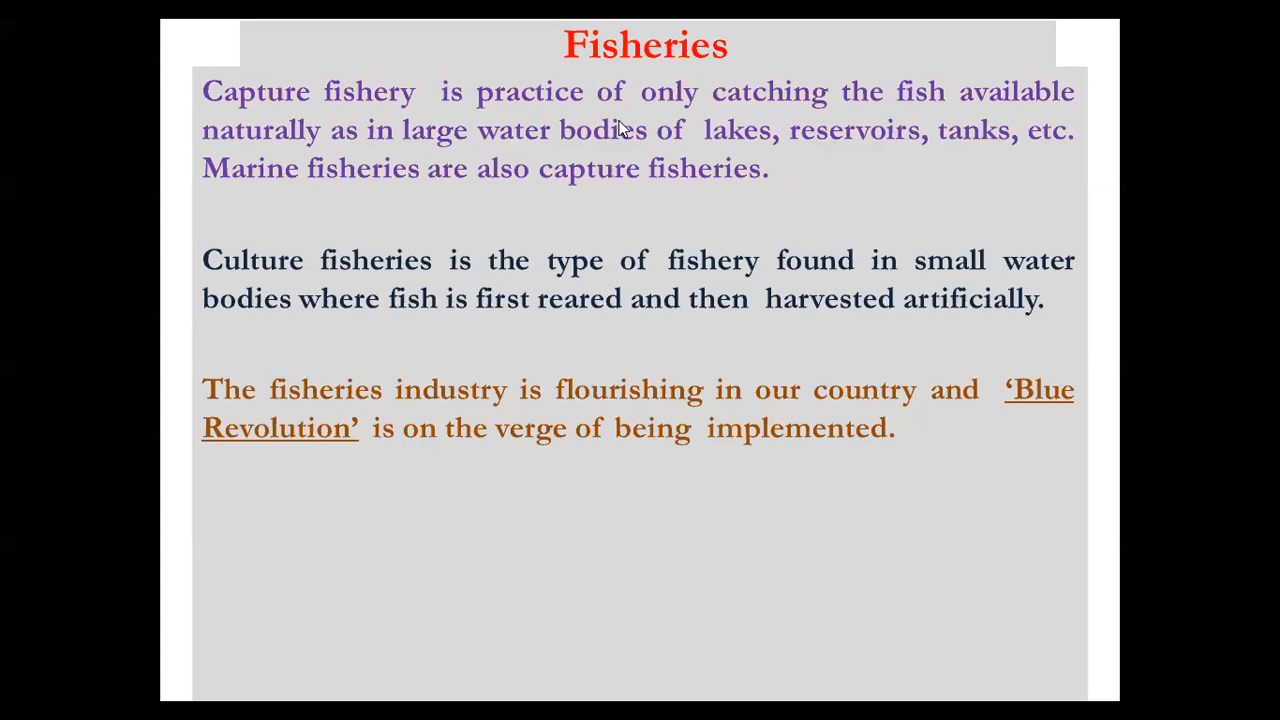 Fisheries
Capture fishery is practice of only catching the fish available
naturally as in large water bodies of lakes, reservoirs, tanks, etc.
Marine fisheries are also capture fisheries.
Culture fisheries is the type of fishery found in small water
bodies where fish is first reared and then harvested artificially.
The fisheries industry is flourishing in our country and ‘Blue
Revolution’ is on the verge of being implemented.